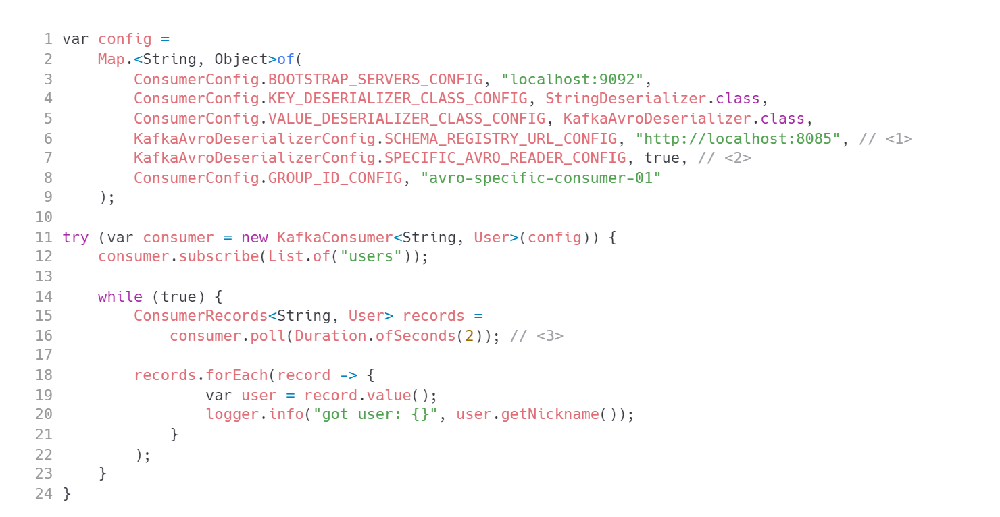 1 var config =
2     Map.<String, Object>of(
3         ConsumerConfig.BOOTSTRAP_SERVERS_CONFIG, "localhost:9092",
4         ConsumerConfig.KEY_DESERIALIZER_CLASS_CONFIG, StringDeserializer.class,
5         ConsumerConfig.VALUE_DESERIALIZER_CLASS_CONFIG, KafkaAvroDeserializer.class,
6         KafkaAvroDeserializerConfig.SCHEMA_REGISTRY_URL_CONFIG, "http://localhost:8085", // <1>
7         KafkaAvroDeserializerConfig.SPECIFIC_AVRO_READER_CONFIG, true, // <2>
8         ConsumerConfig.GROUP_ID_CONFIG, "avro-specific-consumer-01"
9     );
10
11 try (var consumer = new KafkaConsumer<String, User>(config)) {
12     consumer.subscribe(List.of("users"));
13
14     while (true) {
15         ConsumerRecords<String, User> records =
16             consumer.poll(Duration.ofSeconds(2)); // <3>
17
18         records.forEach(record -> {
19                 var user = record.value();
20                 logger.info("got user: {}", user.getNickname());
21             }
22         );
23     }
24 }